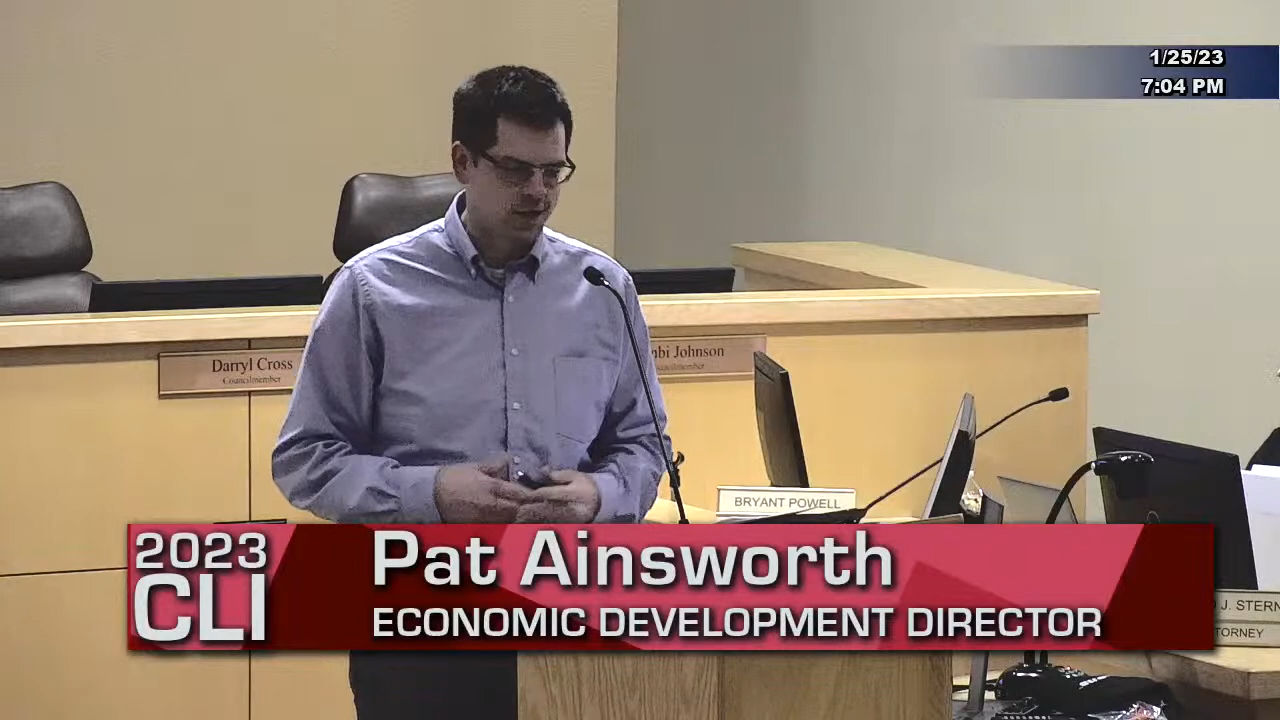 1/25/23
7:04 PM
Darryl Cross
Councilmember
Johnson
BRYANT POWELL
2023
CLI
Pat Ainsworth
ECONOMIC DEVELOPMENT DIRECTOR
J. STERN